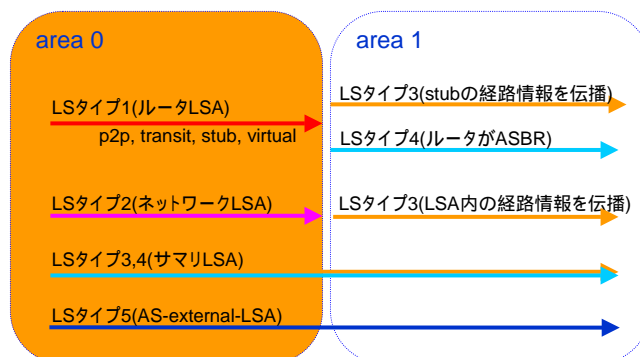 area 0
area 1
LSタイプ1(ルータLSA)
p2p, transit, stub, virtual
LSタイプ3(stubの経路情報を伝播)
LSタイプ4(ルータがASBR)
LSタイプ2(ネットワークLSA)
LSタイプ3(LSA内の経路情報を伝播)
LSタイプ3,4(サマリLSA)
LSタイプ5(AS-external-LSA)